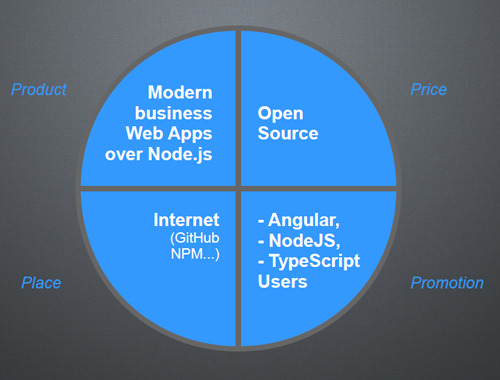 Product
Modern
business
Web Apps
over Node.js
Price
Open
Source
Place
Internet
(GitHub
NPM...)
Promotion
- Angular,
- NodeJS,
- TypeScript
Users